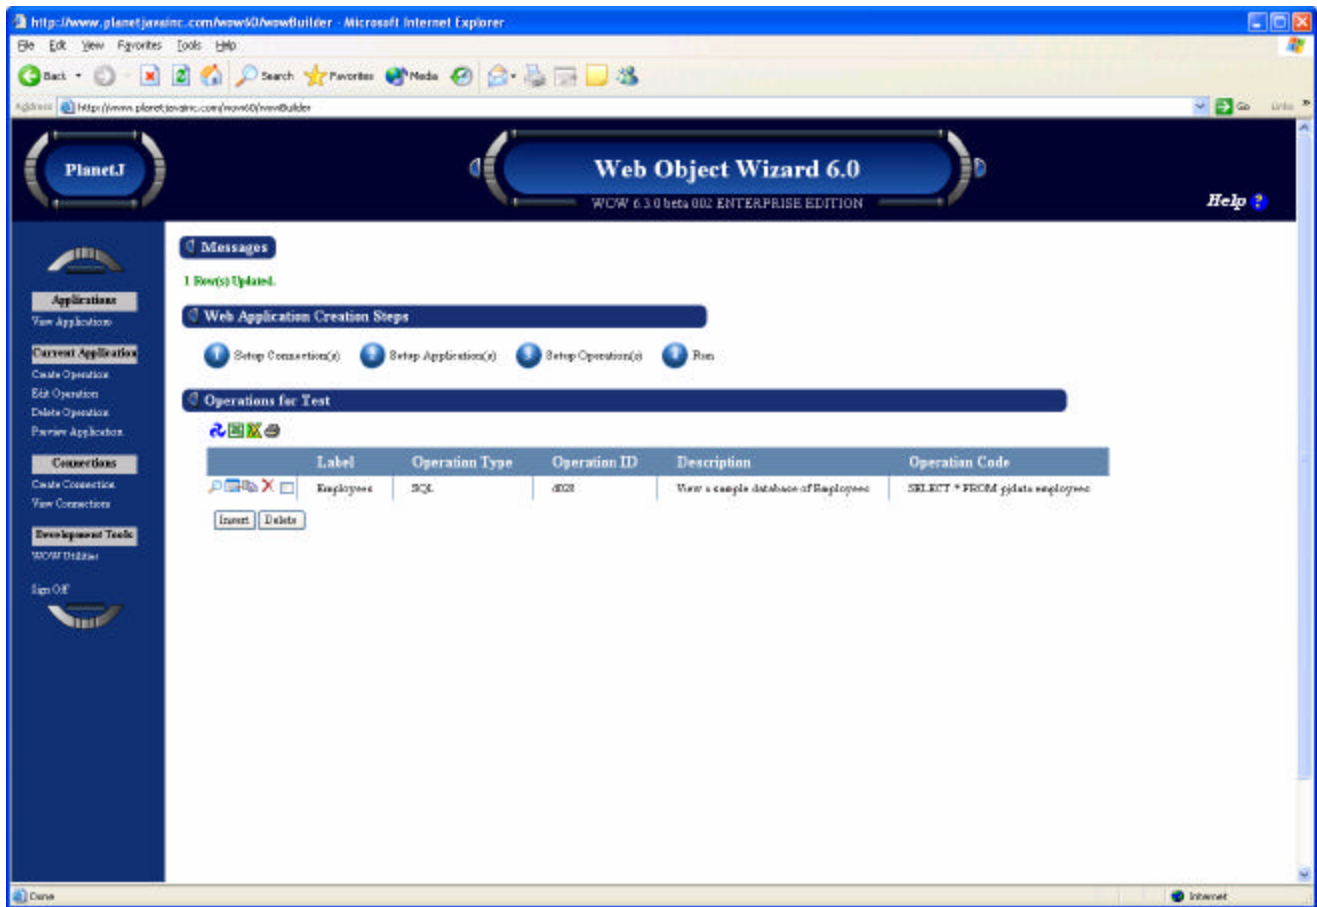 http://www.planetjavainc.com/wow60/wowBuilder - Microsoft Internet Explorer
File Edit View Favorites Tools Help
Back Search Favorites Media
Address http://www.planetjavainc.com/wow60/wowBuilder Go Links »
PlanetJ
Web Object Wizard 6.0
WOW 6.3.0 beta 002 ENTERPRISE EDITION
Help ?
Messages
1 Row(s) Updated.
Applications
View Applications
Web Application Creation Steps
1 Setup Connection(s) 2 Setup Application(s) 3 Setup Operation(s) Run
Current Application
Create Operation
Edit Operation
Delete Operation
Preview Application
Operations for Test
Label Operation Type Operation ID Description Operation Code
Employees SQL View a sample database of Employees SELECT * FROM pjdata.employees
Insert Delete
Connections
Create Connection
View Connections
Development Tools
WOW Utilities
Sign Off
Done Internet